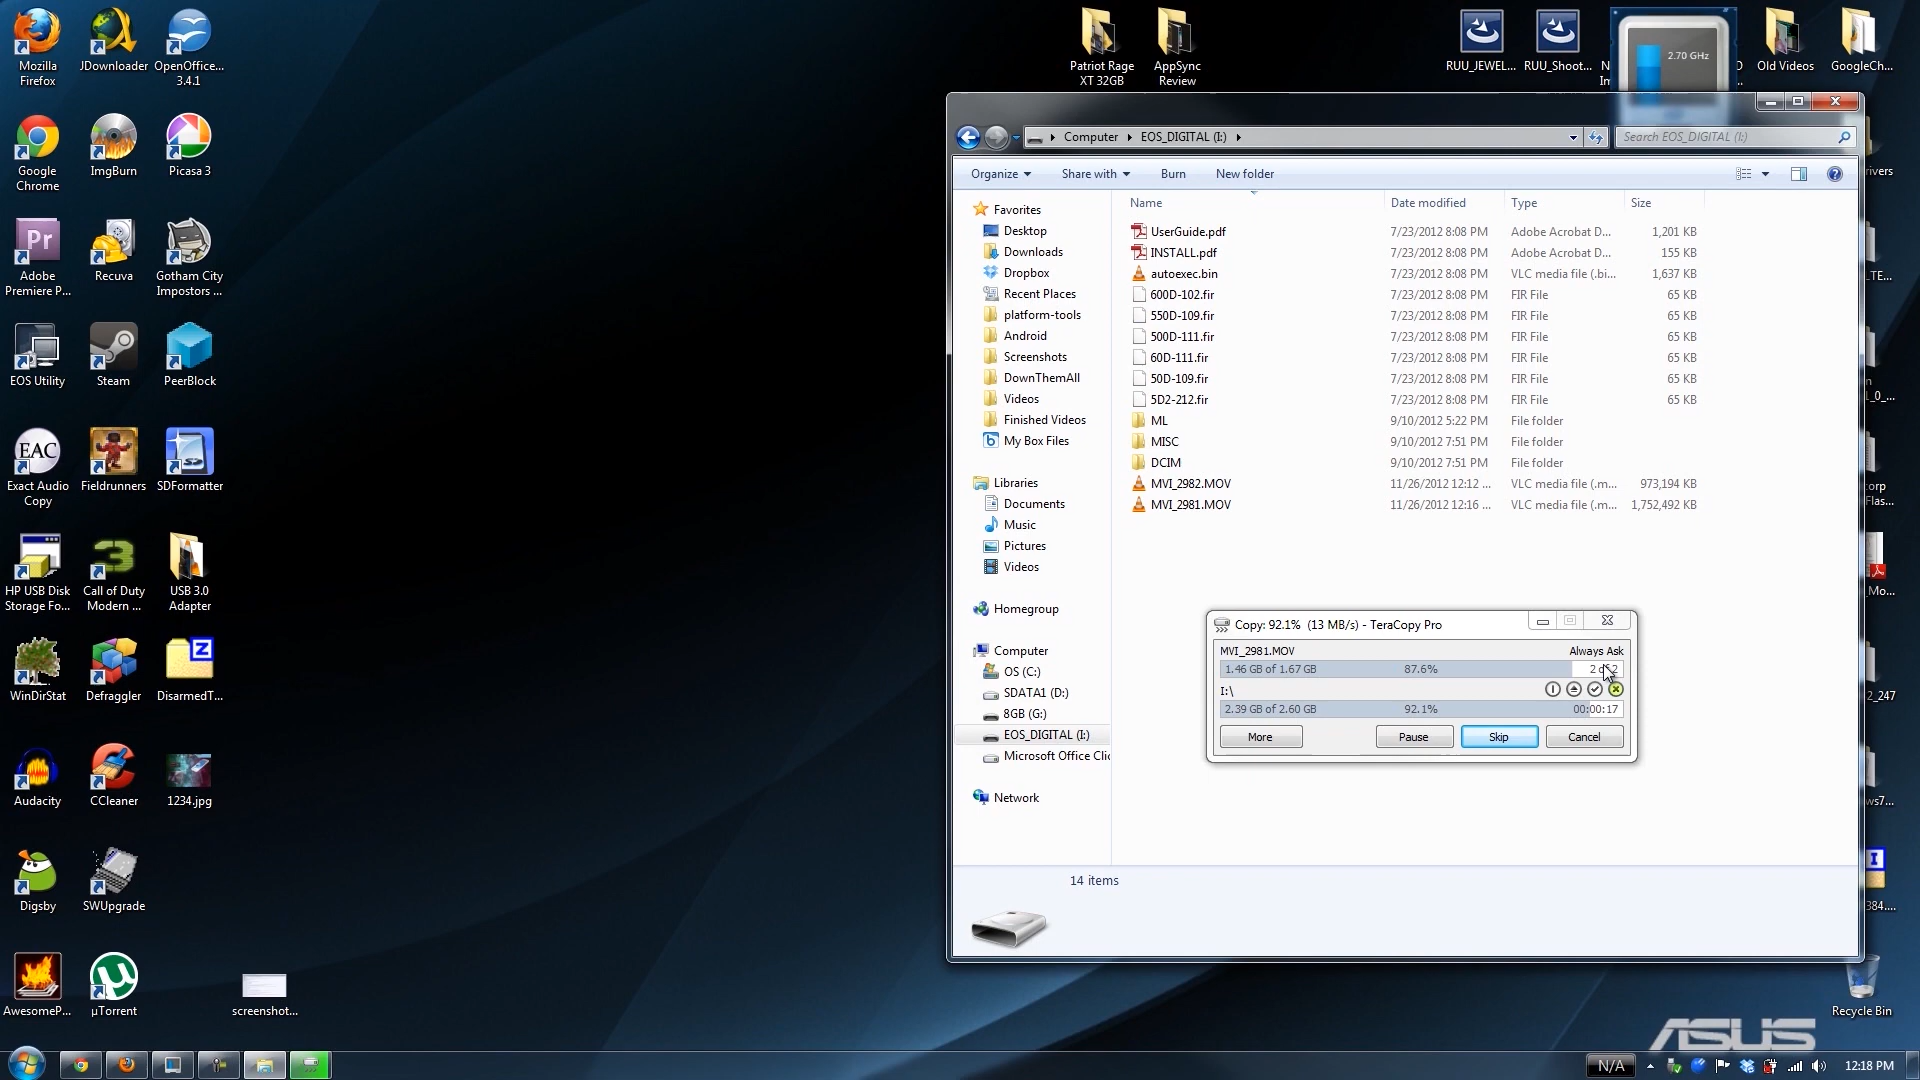 Mozilla
Firefox
JDownloader
OpenOffice...
3.4.1
Google
Chrome
ImgBurn
Picasa 3
Adobe
Premiere P...
Recuva
Gotham City
Impostors ...
EOS Utility
Steam
PeerBlock
Exact Audio
Copy
EAC
Fieldrunners
SDFormatter
HP USB Disk
Storage Fo...
Call of Duty
Modern ...
USB 3.0
Adapter
WinDirStat
Defraggler
DisarmedT...
Audacity
CCleaner
1234.jpg
Digsby
SWUpgrade
AwesomeP...
µTorrent
screenshot...
Patriot Rage
XT 32GB
AppSync
Review
RUU_JEWEL...
RUU_Shoot...
2.70 GHz
Old Videos
GoogleCh...
Computer
EOS_DIGITAL (I:)
Search EOS_DIGITAL (I:)
Organize
Share with
Burn
New folder
Favorites
Desktop
Downloads
Dropbox
Recent Places
platform-tools
Android
Screenshots
DownThemAll
Videos
Finished Videos
My Box Files
Libraries
Documents
Music
Pictures
Videos
Homegroup
Computer
OS (C:)
SDATA1 (D:)
8GB (G:)
EOS_DIGITAL (I:)
Microsoft Office Clic
Network
Name Date modified Type Size
UserGuide.pdf 7/23/2012 8:08 PM Adobe Acrobat D... 1,201 KB
INSTALL.pdf 7/23/2012 8:08 PM Adobe Acrobat D... 155 KB
autoexec.bin 7/23/2012 8:08 PM VLC media file (.bi... 1,637 KB
600D-102.fir 7/23/2012 8:08 PM FIR File 65 KB
550D-109.fir 7/23/2012 8:08 PM FIR File 65 KB
500D-111.fir 7/23/2012 8:08 PM FIR File 65 KB
60D-111.fir 7/23/2012 8:08 PM FIR File 65 KB
50D-109.fir 7/23/2012 8:08 PM FIR File 65 KB
5D2-212.fir 7/23/2012 8:08 PM FIR File 65 KB
ML 9/10/2012 5:22 PM File folder
MISC 9/10/2012 7:51 PM File folder
DCIM 9/10/2012 7:51 PM File folder
MVI_2982.MOV 11/26/2012 12:12 ... VLC media file (.m... 973,194 KB
MVI_2981.MOV 11/26/2012 12:16 ... VLC media file (.m... 1,752,492 KB
Copy: 92.1% (13 MB/s) - TeraCopy Pro
MVI_2981.MOV Always Ask
1.46 GB of 1.67 GB 87.6%
I:\
2.39 GB of 2.60 GB 92.1% 00:00:17
More Pause Skip Cancel
14 items
Recycle Bin
ASUS
N/A
12:18 PM